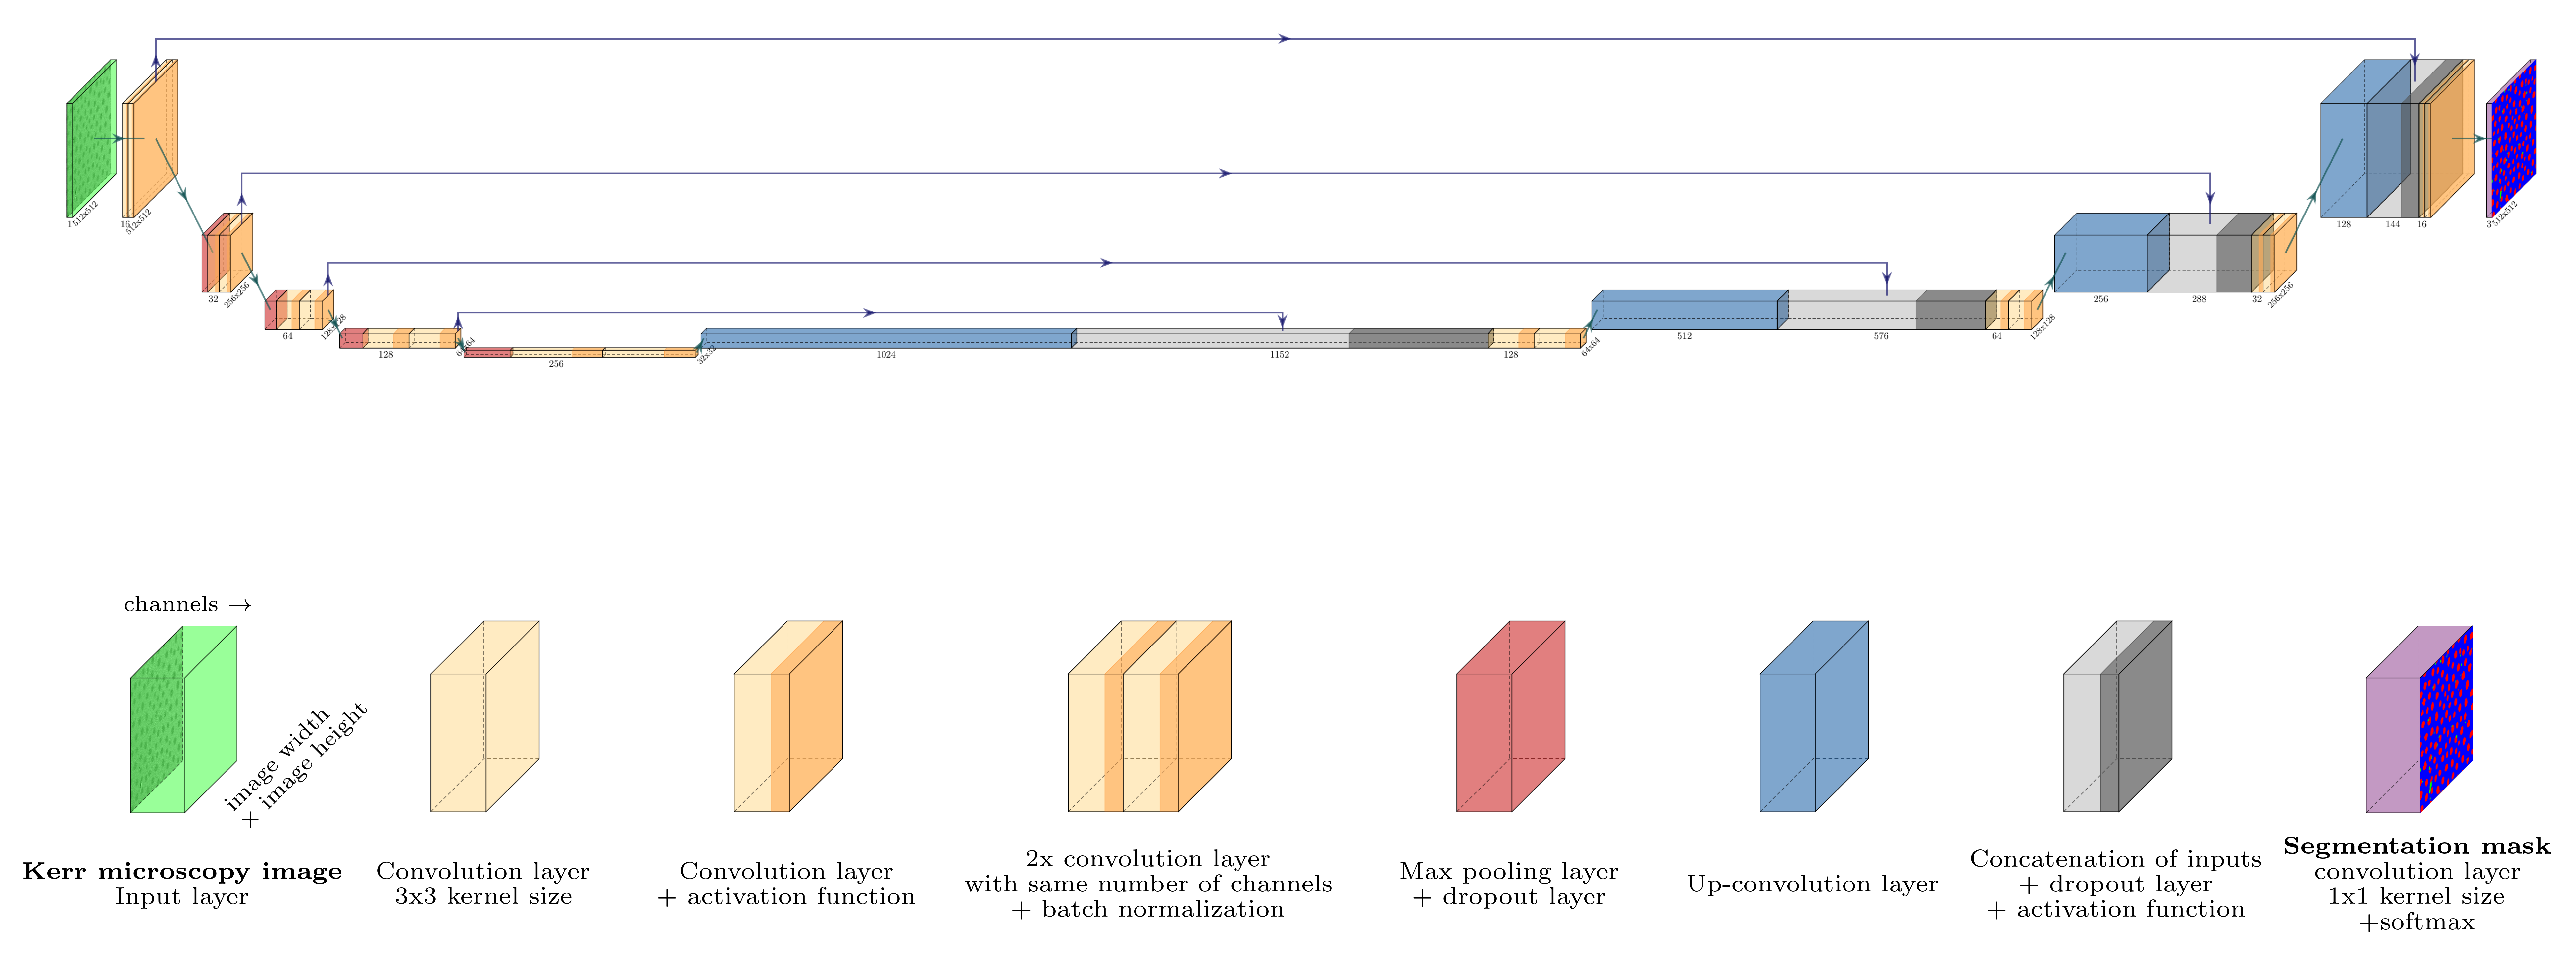 1
512x512
16
512x512
32
256x256
64
128x128
128
64x64
256
32x32
1024
1152
128
64x64
512
576
64
128x128
256
288
32
256x256
128
144
16
3
512x512
channels →
image width
+ image height
Kerr microscopy image
Input layer
Convolution layer
3x3 kernel size
Convolution layer
+ activation function
2x convolution layer
with same number of channels
+ batch normalization
Max pooling layer
+ dropout layer
Up-convolution layer
Concatenation of inputs
+ dropout layer
+ activation function
Segmentation mask
convolution layer
1x1 kernel size
+softmax